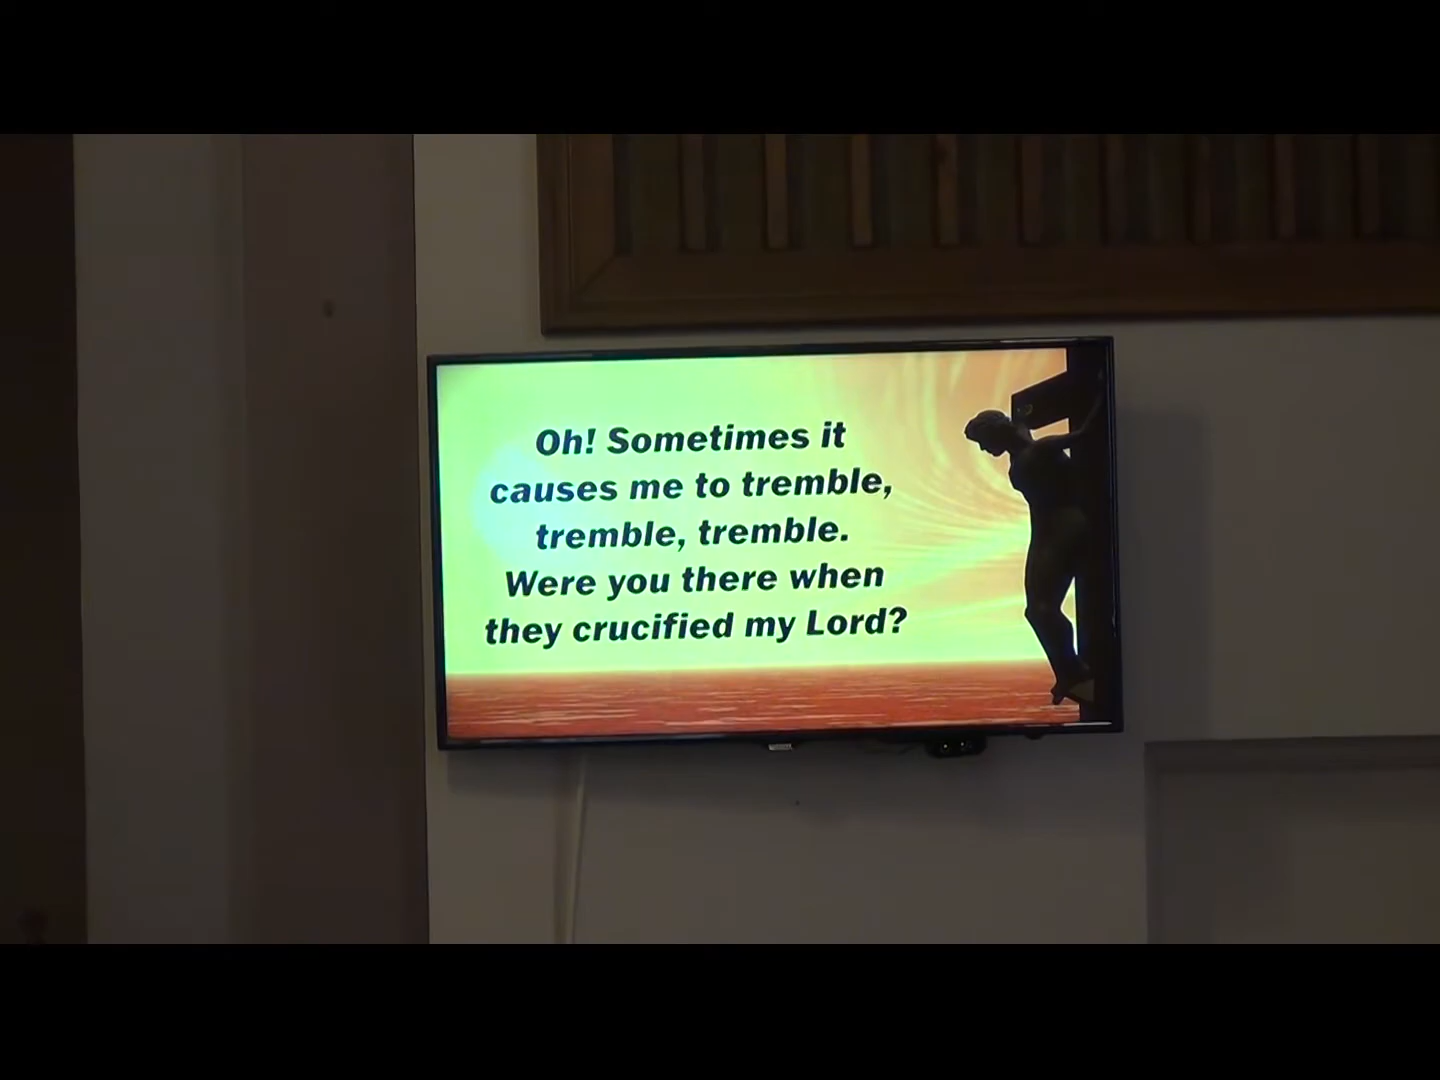 Oh! Sometimes it
causes me to tremble,
tremble, tremble.
Were you there when
they crucified my Lord?